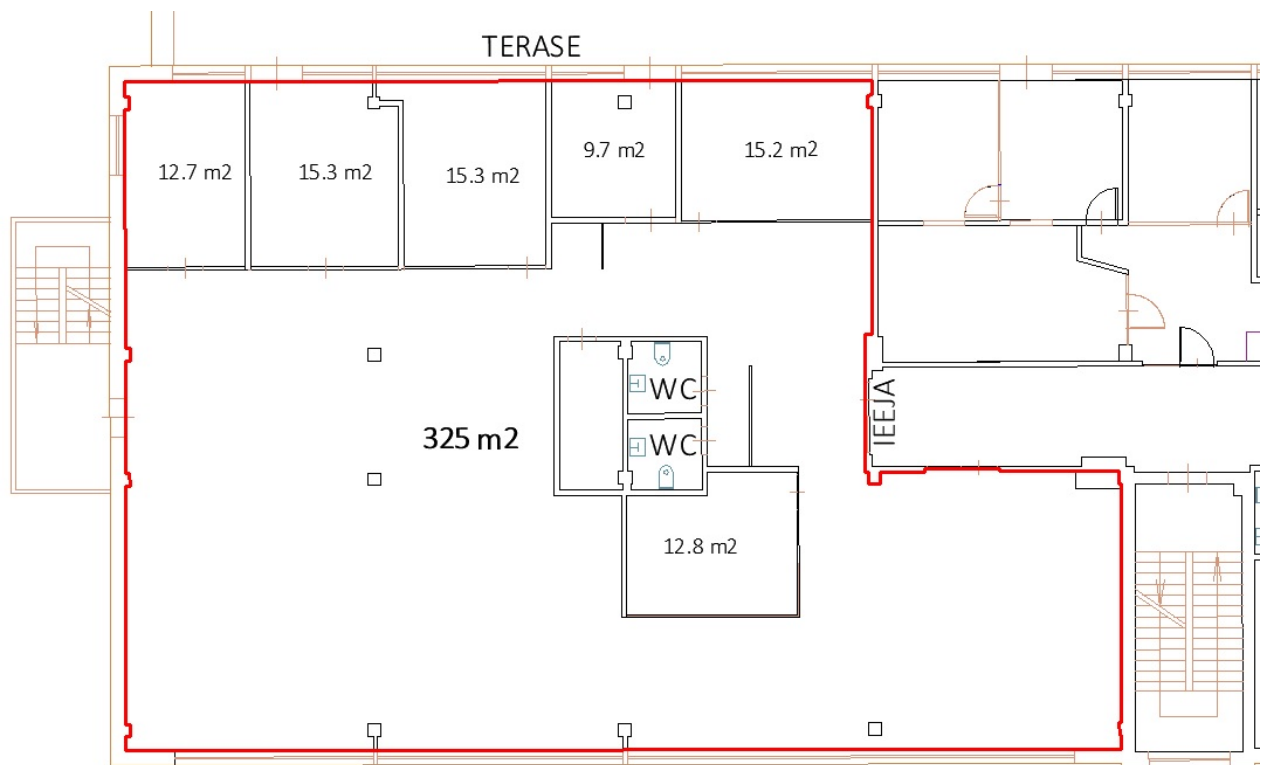 TERASE
12.7 m2
15.3 m2
15.3 m2
9.7 m2
15.2 m2
WC
IEEJA
325 m2
WC
12.8 m2